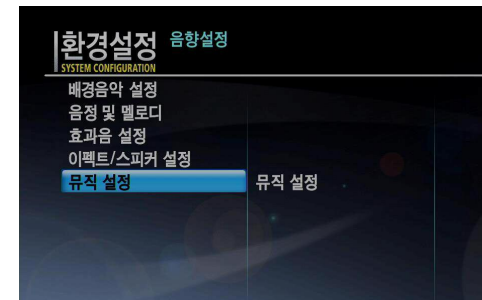 환경설정 음향설정
SYSTEM CONFIGURATION
배경음악 설정
음정 및 멜로디
효과음 설정
이펙트/스피커 설정
뮤직 설정 뮤직 설정